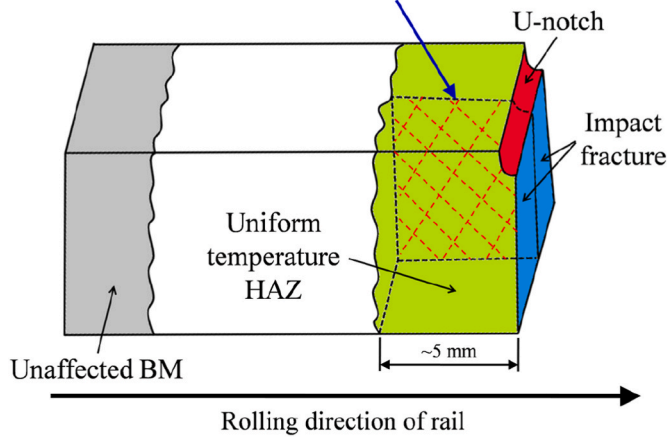 U-notch
Impact
fracture
Uniform
temperature
HAZ
~5 mm
Unaffected BM
Rolling direction of rail